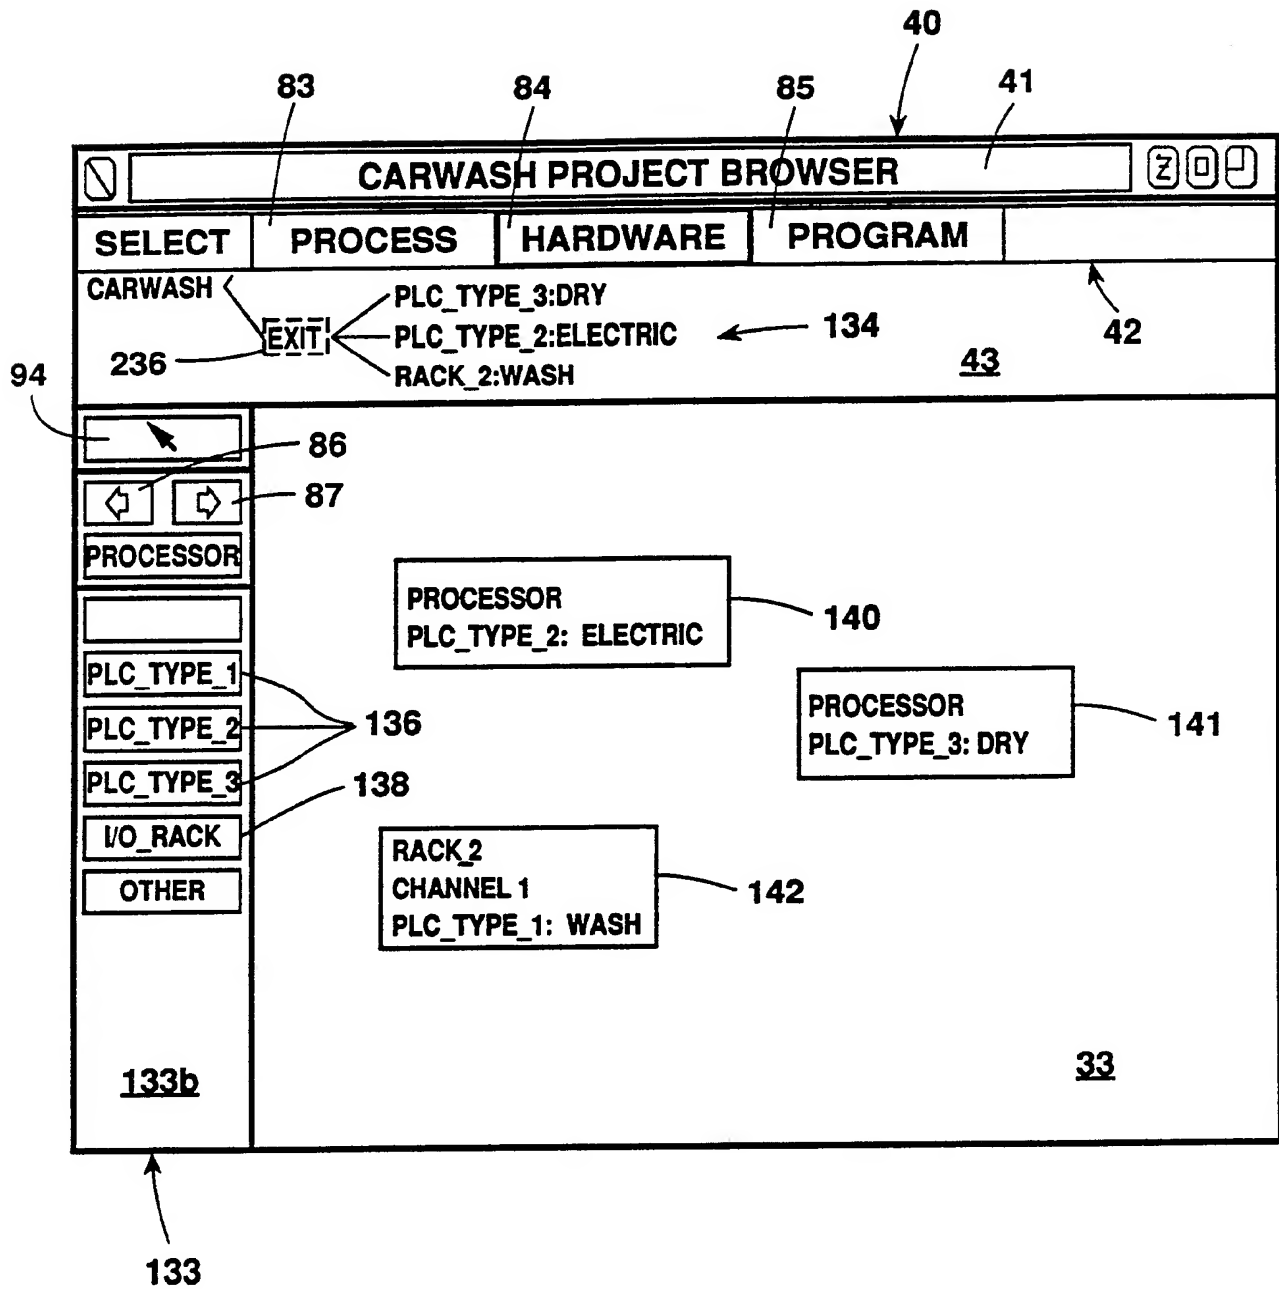 40
83
84
85
41
CARWASH PROJECT BROWSER
Z
SELECT
PROCESS
HARDWARE
PROGRAM
CARWASH
PLC_TYPE_3:DRY
EXIT
PLC_TYPE_2:ELECTRIC
134
42
236
RACK_2:WASH
43
94
86
87
PROCESSOR
PROCESSOR
PLC_TYPE_2: ELECTRIC
140
PLC_TYPE_1
PLC_TYPE_2
PLC_TYPE_3
136
PROCESSOR
PLC_TYPE_3: DRY
141
138
I/O_RACK
OTHER
RACK_2
CHANNEL 1
PLC_TYPE_1: WASH
142
133b
33
133